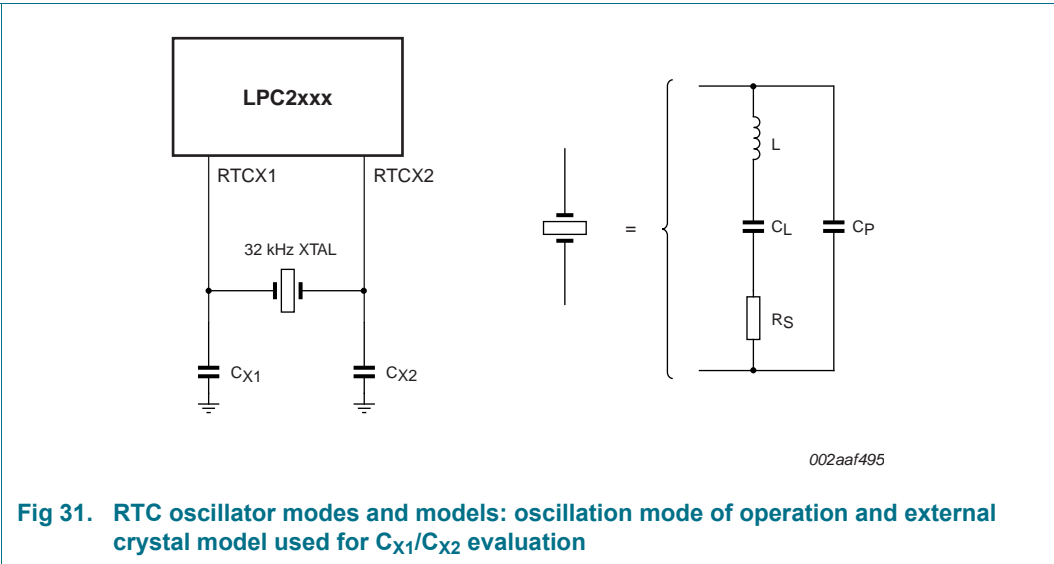 LPC2xxx
RTCX1
RTCX2
32 kHz XTAL
CX1
CX2
=
L
CL
CP
RS
002aaf495
Fig 31. RTC oscillator modes and models: oscillation mode of operation and external
crystal model used for CX1/CX2 evaluation